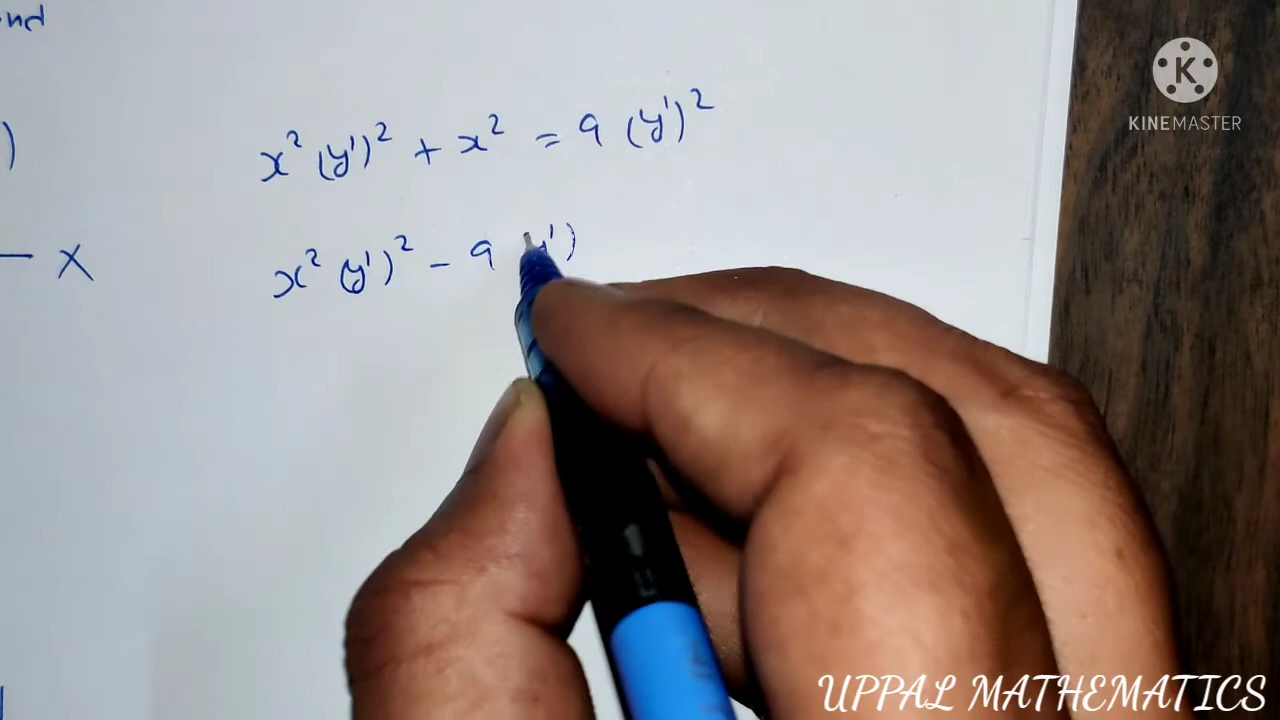 nd
)
x² (y')² + x² = 9 (y')²
— X
x² (y')² - 9 (y')
KINEMASTER
UPPAL MATHEMATICS